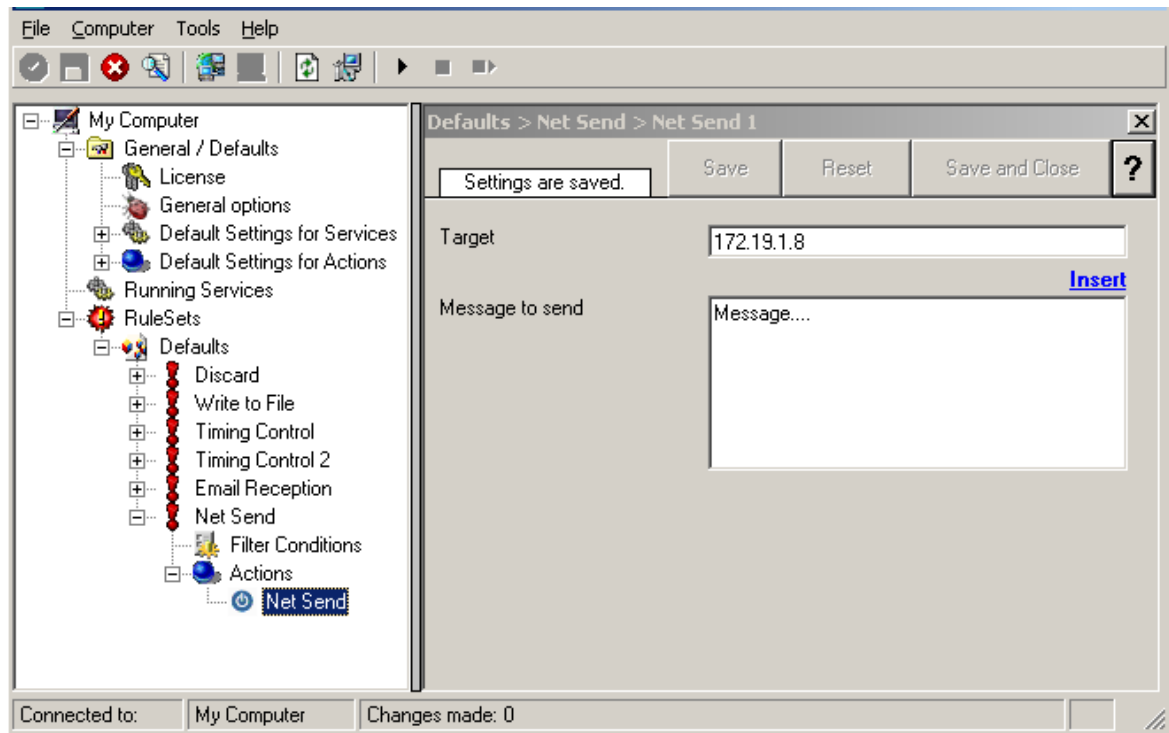 File Computer Tools Help
My Computer
General / Defaults
License
General options
Default Settings for Services
Default Settings for Actions
Running Services
RuleSets
Defaults
Discard
Write to File
Timing Control
Timing Control 2
Email Reception
Net Send
Filter Conditions
Actions
Net Send
Defaults > Net Send > Net Send 1
Settings are saved. Save Reset Save and Close ?
Target 172.19.1.8
Insert
Message to send Message....
Connected to: My Computer Changes made: 0